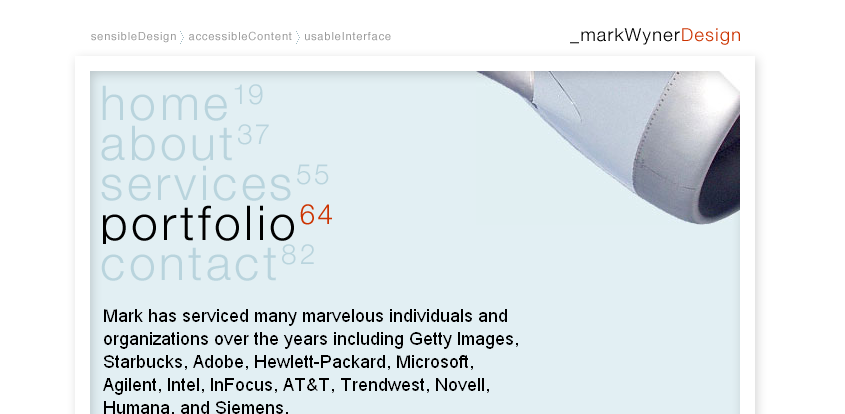 sensibleDesign > accessibleContent > usableInterface
_markWynerDesign
home19
about37
services55
portfolio64
contact82
Mark has serviced many marvelous individuals and
organizations over the years including Getty Images,
Starbucks, Adobe, Hewlett-Packard, Microsoft,
Agilent, Intel, InFocus, AT&T, Trendwest, Novell,
Humana, and Siemens.